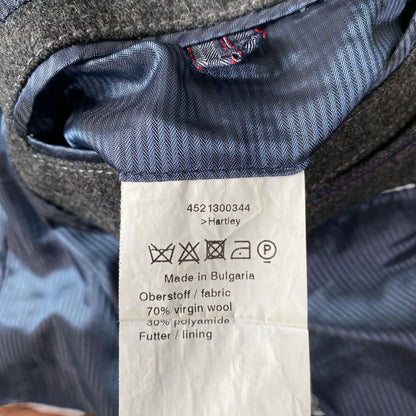 4521300344
>Hartley
P
Made in Bulgaria
Oberstoff / fabric
70% virgin wool
30% polyamide
Futter / lining